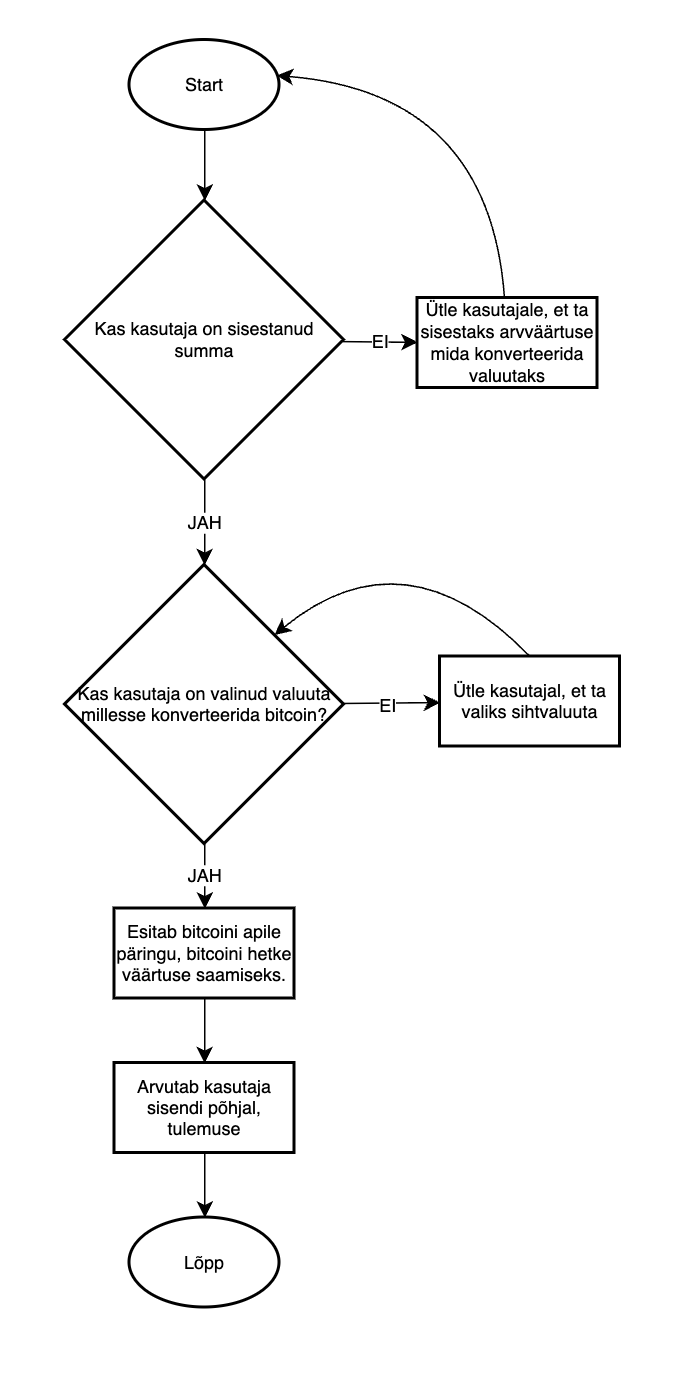 Start
Kas kasutaja on sisestanud
summa
EI
Ütle kasutajale, et ta
sisestaks arvväärtuse
mida konverteerida
valuutaks
JAH
Kas kasutaja on valinud valuuta
millesse konverteerida bitcoin?
EI
Ütle kasutajal, et ta
valiks sihtvaluuta
JAH
Esitab bitcoini apile
päringu, bitcoini hetke
väärtuse saamiseks.
Arvutab kasutaja
sisendi põhjal,
tulemuse
Lõpp